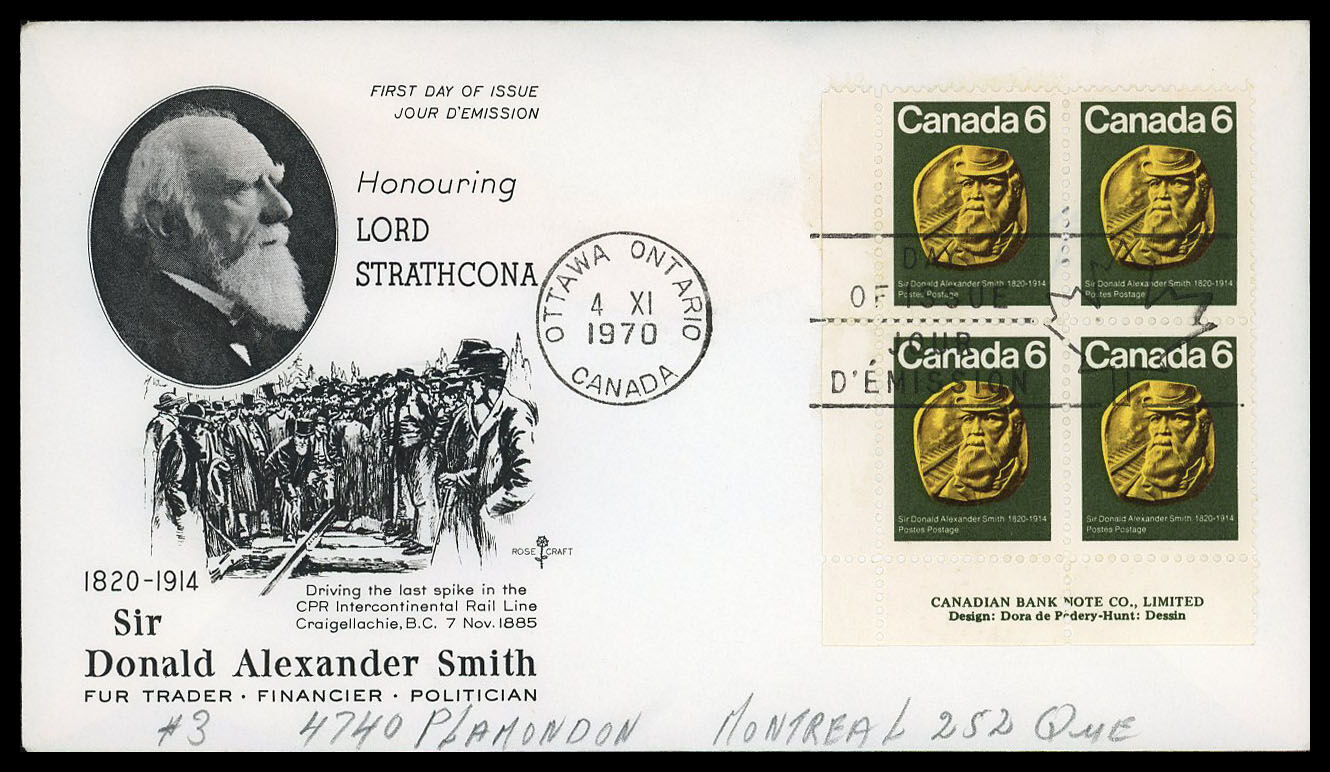 FIRST DAY OF ISSUE
JOUR D'EMISSION
Honouring
LORD
STRATHCONA
OTTAWA ONTARIO
4 XI
1970
CANADA
Canada 6
Sir Donald Alexander Smith 1820-1914
Postes Postage
Canada 6
Sir Donald Alexander Smith 1820-1914
Postes Postage
DAY
OF ISSUE
JOUR
D'ÉMISSION
Canada 6
Sir Donald Alexander Smith 1820-1914
Postes Postage
Canada 6
Sir Donald Alexander Smith 1820-1914
Postes Postage
CANADIAN BANK NOTE CO., LIMITED
Design: Dora de Pédery-Hunt: Dessin
ROSE CRAFT
1820-1914
Driving the last spike in the
CPR Intercontinental Rail Line
Craigellachie, B.C. 7 Nov. 1885
Sir
Donald Alexander Smith
FUR TRADER · FINANCIER · POLITICIAN
#3 4740 PLAMONDON MONTREAL 252 QUE